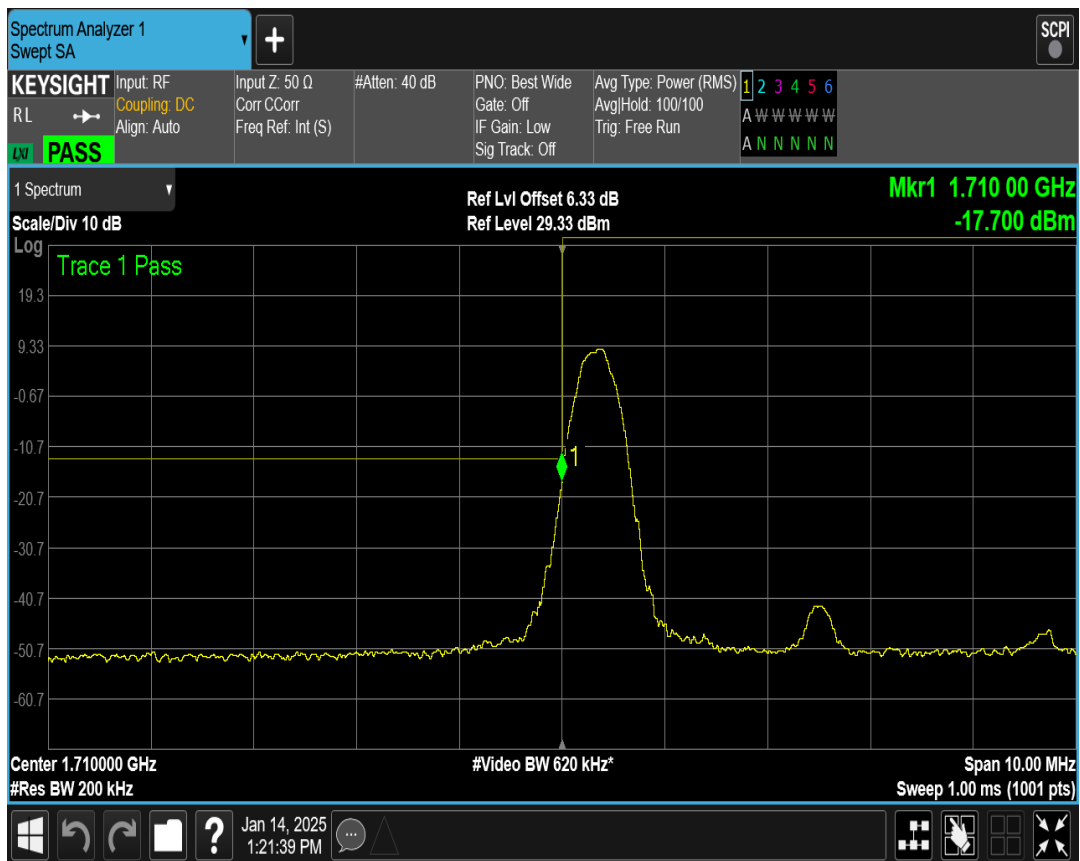 Spectrum Analyzer 1
Swept SA
+
SCPI
KEYSIGHT
RL
LXI PASS
Input: RF
Coupling: DC
Align: Auto
Input Z: 50 Ω
Corr CCorr
Freq Ref: Int (S)
#Atten: 40 dB
PNO: Best Wide
Gate: Off
IF Gain: Low
Sig Track: Off
Avg Type: Power (RMS)
Avg|Hold: 100/100
Trig: Free Run
1 2 3 4 5 6
A W W W W W
A N N N N N
1 Spectrum
Scale/Div 10 dB
Ref Lvl Offset 6.33 dB
Ref Level 29.33 dBm
Mkr1 1.710 00 GHz
-17.700 dBm
Log
Trace 1 Pass
19.3
9.33
-0.67
-10.7
1
-20.7
-30.7
-40.7
-50.7
-60.7
Center 1.710000 GHz
#Video BW 620 kHz*
Span 10.00 MHz
#Res BW 200 kHz
Sweep 1.00 ms (1001 pts)
?
Jan 14, 2025
1:21:39 PM